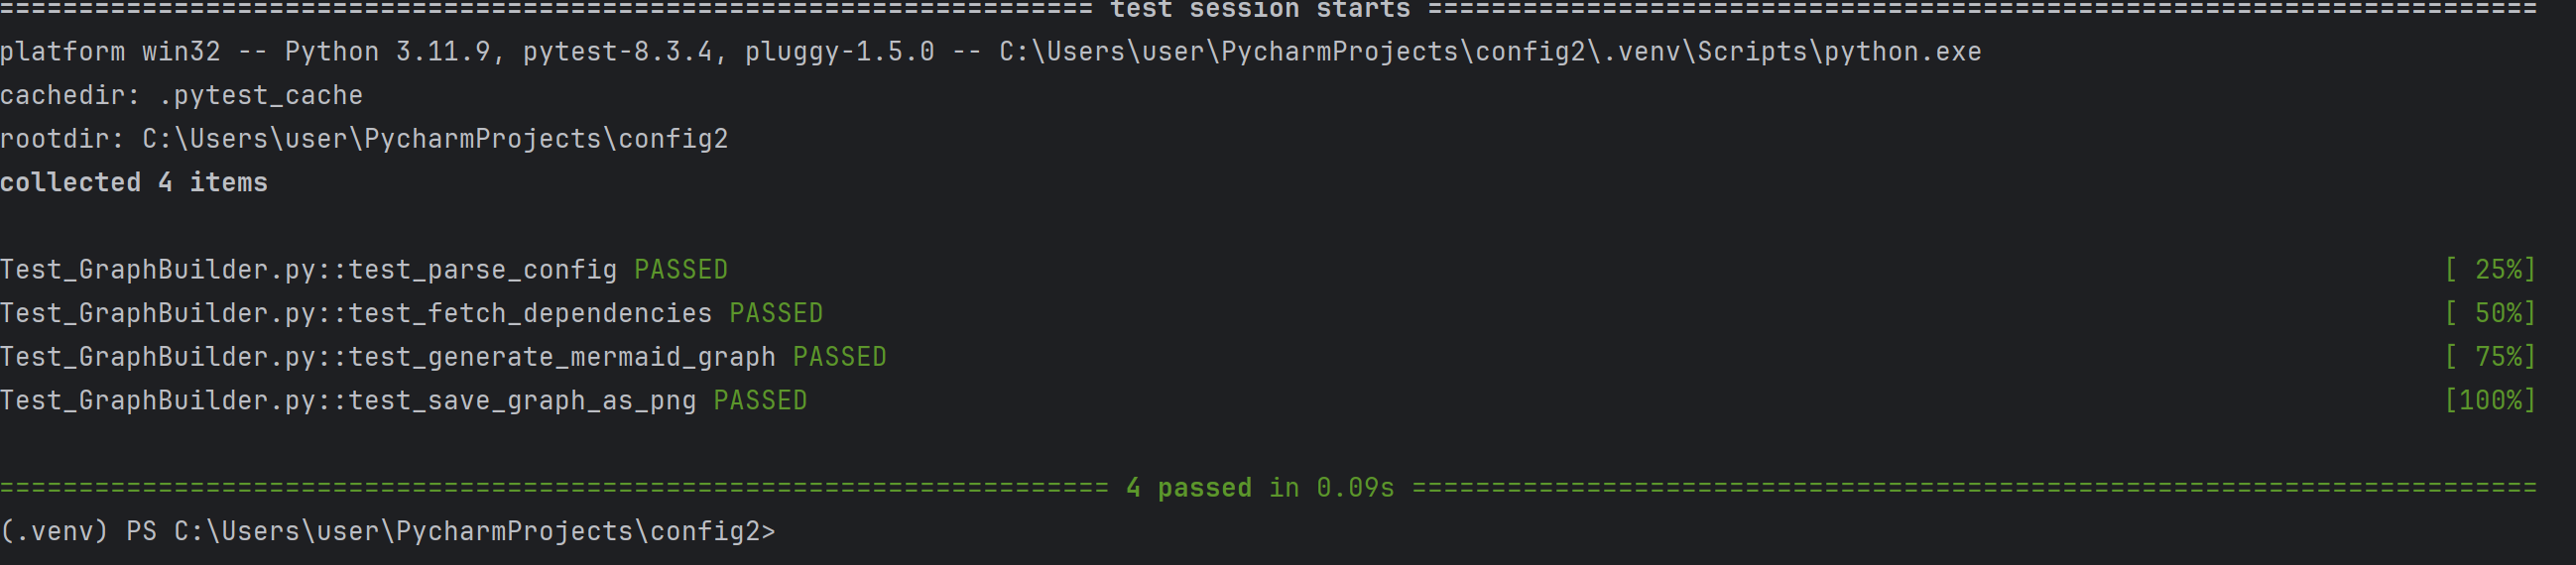 ===================================================================== test session starts ======================================================================
platform win32 -- Python 3.11.9, pytest-8.3.4, pluggy-1.5.0 -- C:\Users\user\PycharmProjects\config2\.venv\Scripts\python.exe
cachedir: .pytest_cache
rootdir: C:\Users\user\PycharmProjects\config2
collected 4 items
Test_GraphBuilder.py::test_parse_config PASSED [ 25%]
Test_GraphBuilder.py::test_fetch_dependencies PASSED [ 50%]
Test_GraphBuilder.py::test_generate_mermaid_graph PASSED [ 75%]
Test_GraphBuilder.py::test_save_graph_as_png PASSED [100%]
====================================================================== 4 passed in 0.09s =======================================================================
(.venv) PS C:\Users\user\PycharmProjects\config2>